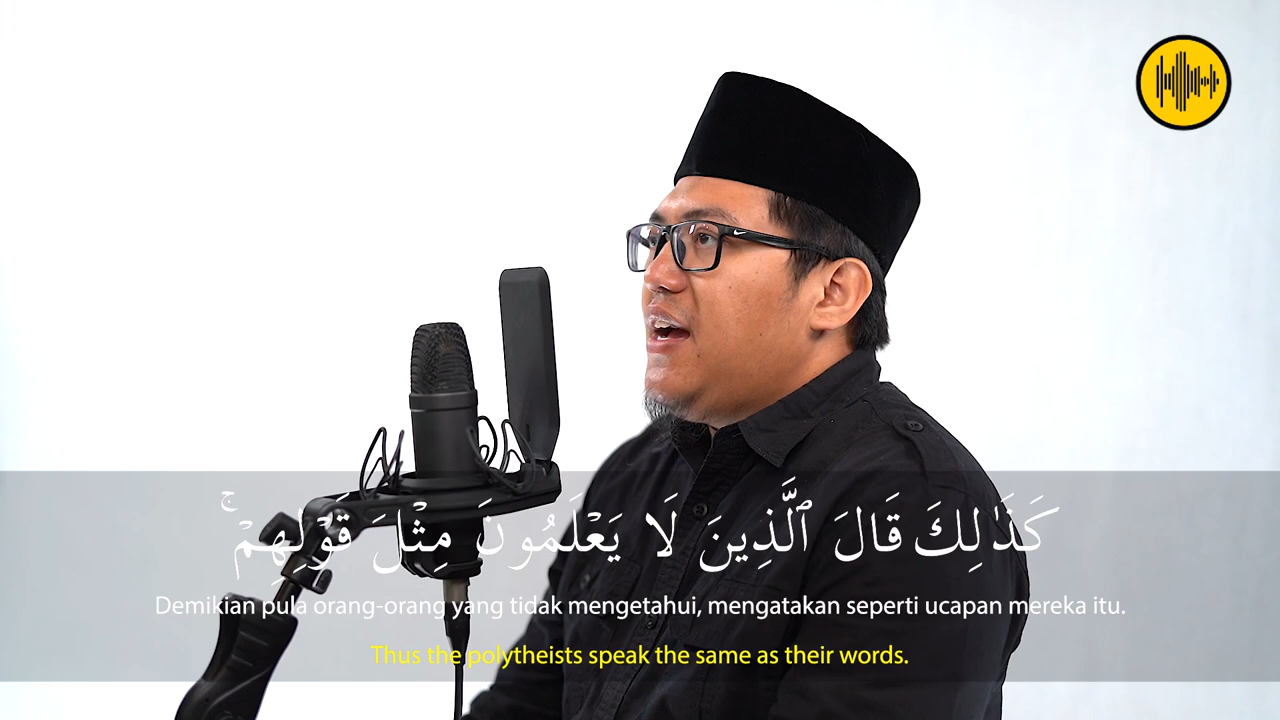 كَذَٰلِكَ قَالَ ٱلَّذِينَ لَا يَعْلَمُونَ مِثْلَ قَوْلِهِمْۚ
Demikian pula orang-orang yang tidak mengetahui, mengatakan seperti ucapan mereka itu.
Thus the polytheists speak the same as their words.